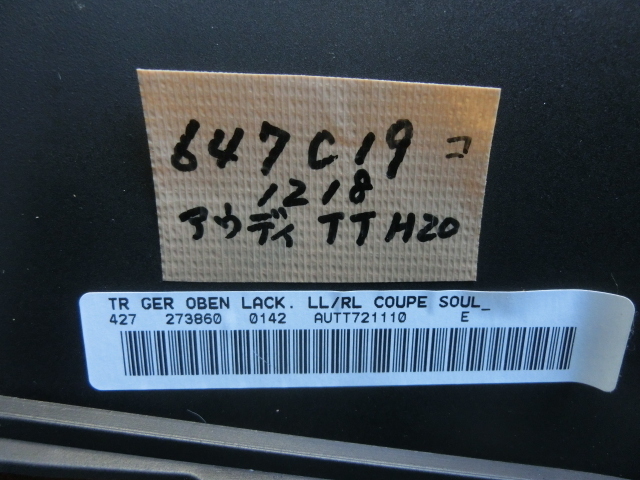 647C19 コ
1218
アウディ TT H20
TR GER OBEN LACK. LL/RL COUPE SOUL_
427 273860 0142 AUTT721110 E